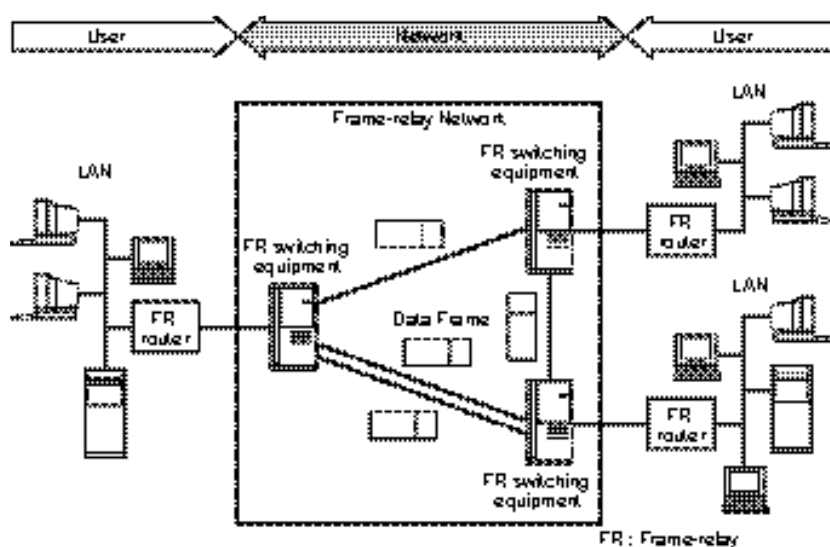 User
Network
User
LAN
Frame-relay Network
FR switching
equipment
LAN
FR
router
FR switching
equipment
FR
router
Data Frame
LAN
FR
router
FR switching
equipment
FR : Frame-relay